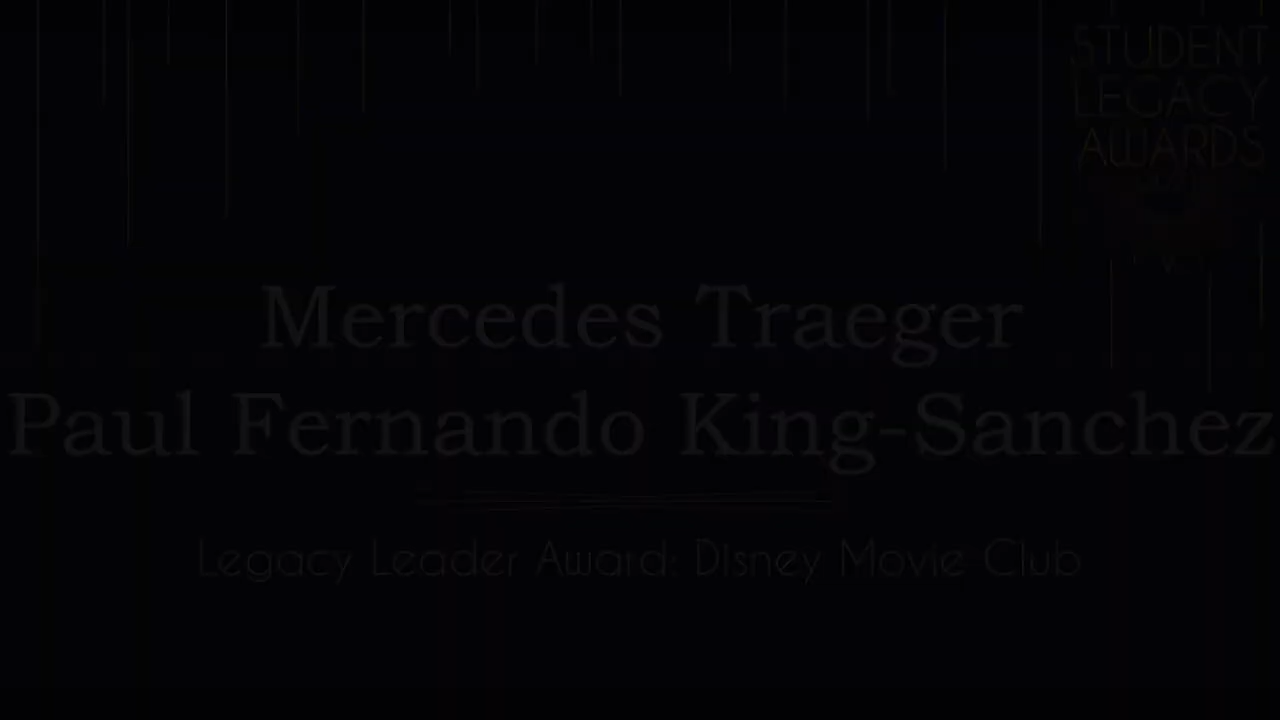 STUDENT
LEGACY
AWARDS
Mercedes Traeger
Paul Fernando King-Sanchez
Legacy Leader Award: Disney Movie Club